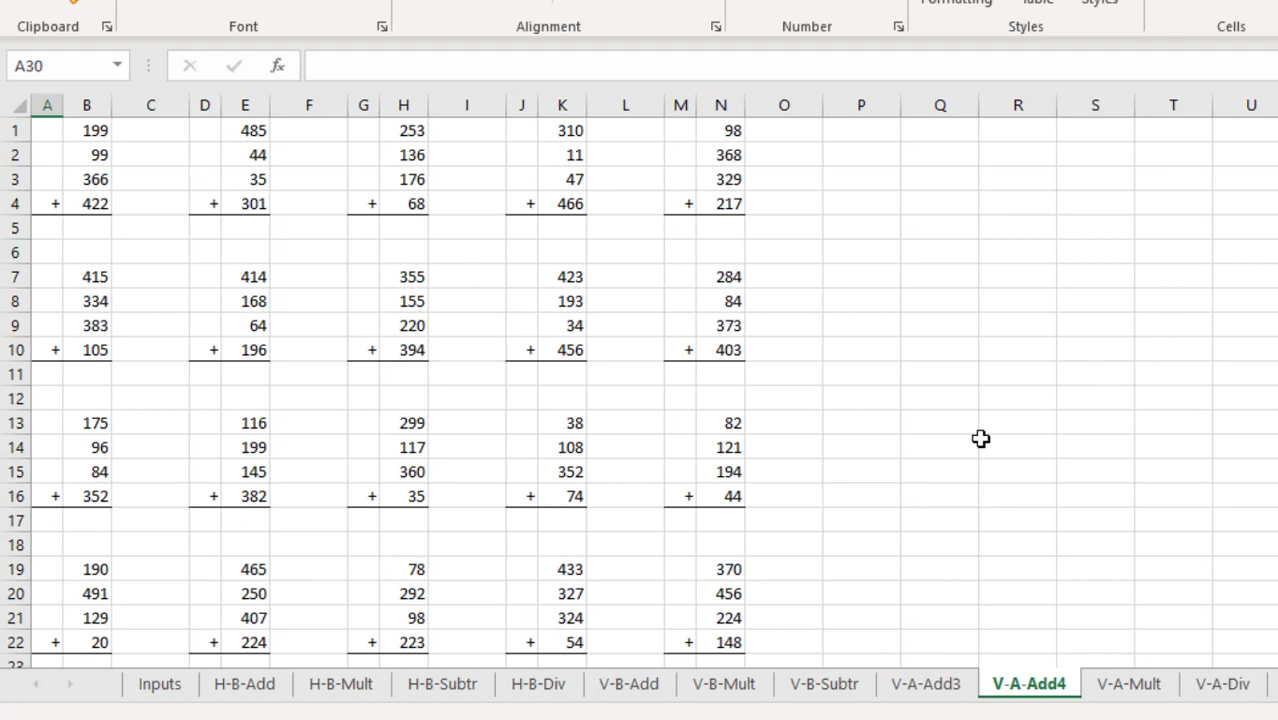 Formatting Table Styles
Clipboard Font Alignment Number Styles Cells
A30 fx
A B C D E F G H I J K L M N O P Q R S T U
1 199 485 253 310 98
2 99 44 136 11 368
3 366 35 176 47 329
4 + 422 + 301 + 68 + 466 + 217
5
6
7 415 414 355 423 284
8 334 168 155 193 84
9 383 64 220 34 373
10 + 105 + 196 + 394 + 456 + 403
11
12
13 175 116 299 38 82
14 96 199 117 108 121
15 84 145 360 352 194
16 + 352 + 382 + 35 + 74 + 44
17
18
19 190 465 78 433 370
20 491 250 292 327 456
21 129 407 98 324 224
22 + 20 + 224 + 223 + 54 + 148
23
Inputs H-B-Add H-B-Mult H-B-Subtr H-B-Div V-B-Add V-B-Mult V-B-Subtr V-A-Add3 V-A-Add4 V-A-Mult V-A-Div